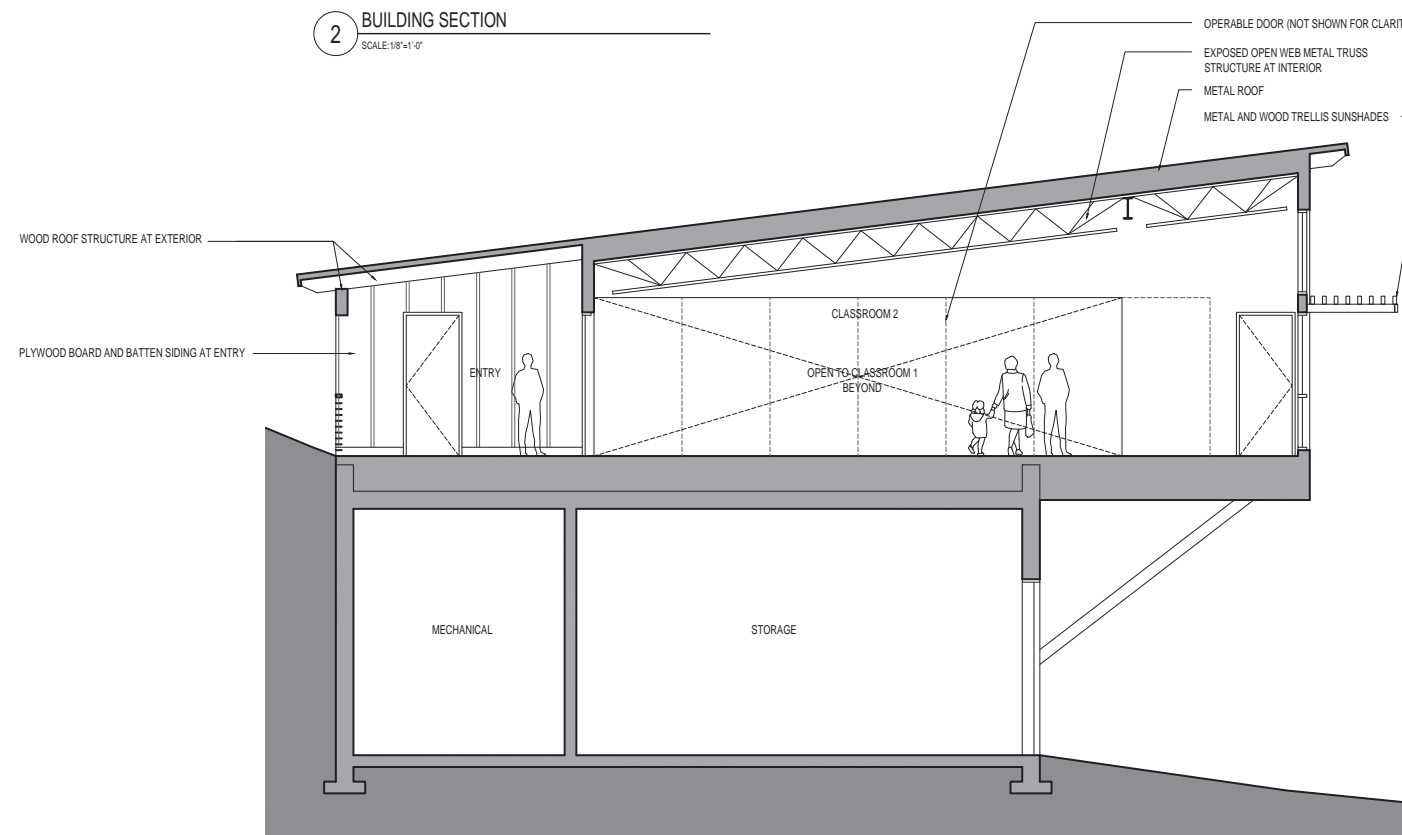 2
BUILDING SECTION
SCALE:1/8"=1'-0"
OPERABLE DOOR (NOT SHOWN FOR CLARIT
EXPOSED OPEN WEB METAL TRUSS
STRUCTURE AT INTERIOR
METAL ROOF
METAL AND WOOD TRELLIS SUNSHADES
WOOD ROOF STRUCTURE AT EXTERIOR
CLASSROOM 2
PLYWOOD BOARD AND BATTEN SIDING AT ENTRY
ENTRY
OPEN TO CLASSROOM 1
BEYOND
MECHANICAL
STORAGE